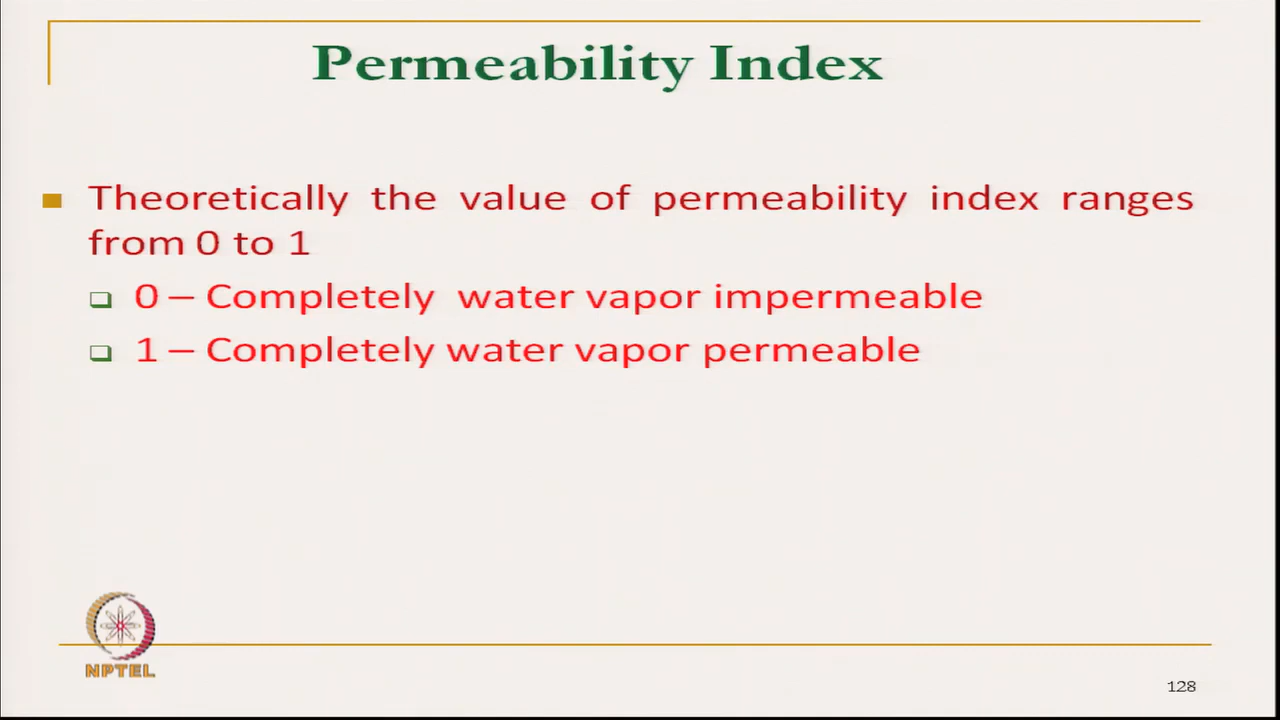 Permeability Index
Theoretically the value of permeability index ranges
from 0 to 1
0 – Completely water vapor impermeable
1 – Completely water vapor permeable
NPTEL
128